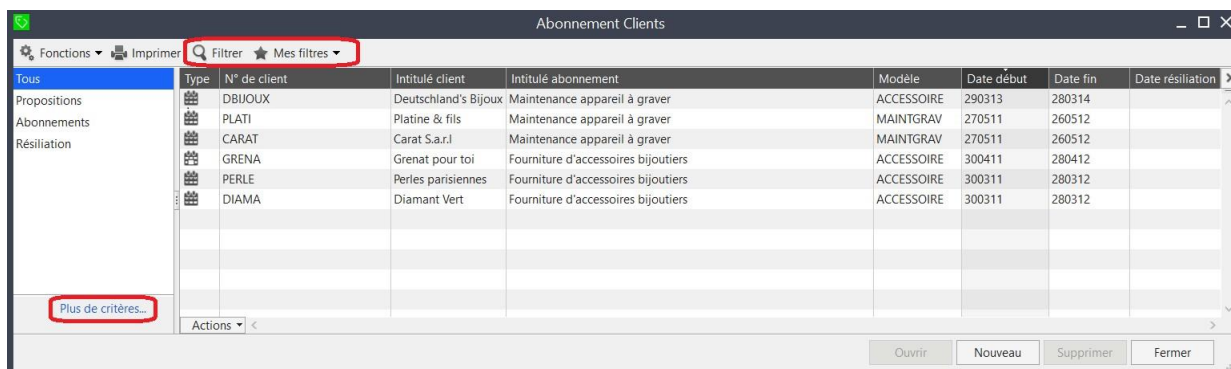 Abonnement Clients
Fonctions Imprimer Filtrer Mes filtres
Tous
Propositions
Abonnements
Résiliation
Plus de critères...
Type N° de client Intitulé client Intitulé abonnement Modèle Date début Date fin Date résiliation
DBIJOUX Deutschland's Bijoux Maintenance appareil à graver ACCESSOIRE 290313 280314
PLATI Platine & fils Maintenance appareil à graver MAINTGRAV 270511 260512
CARAT Carat S.a.r.l Maintenance appareil à graver MAINTGRAV 270511 260512
GRENA Grenat pour toi Fourniture d'accessoires bijoutiers ACCESSOIRE 300411 280412
PERLE Perles parisiennes Fourniture d'accessoires bijoutiers ACCESSOIRE 300311 280312
DIAMA Diamant Vert Fourniture d'accessoires bijoutiers ACCESSOIRE 300311 280312
Actions
Ouvrir Nouveau Supprimer Fermer